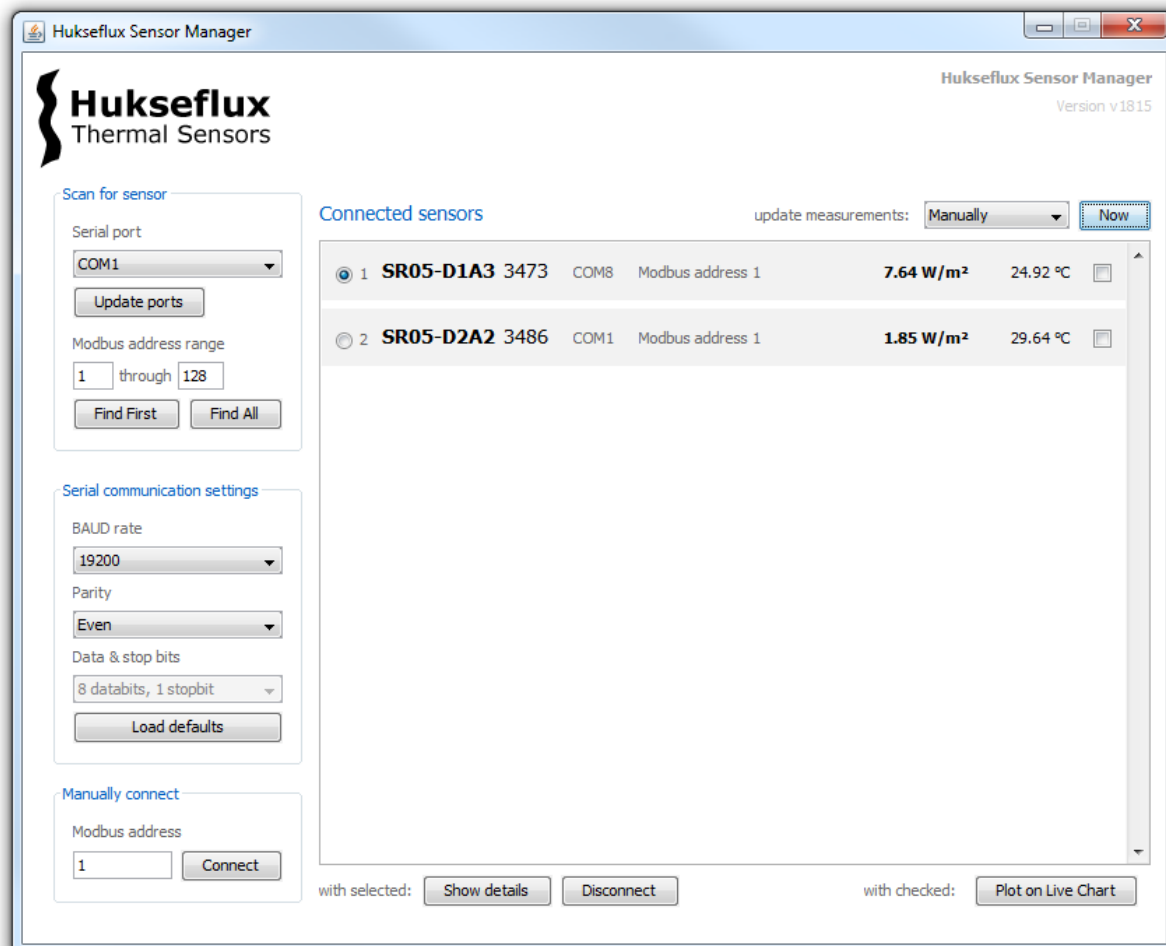 Hukseflux Sensor Manager
Hukseflux
Thermal Sensors
Hukseflux Sensor Manager
Version v1815
Scan for sensor
Serial port
COM1
Update ports
Modbus address range
1 through 128
Find First Find All
Serial communication settings
BAUD rate
19200
Parity
Even
Data & stop bits
8 databits, 1 stopbit
Load defaults
Manually connect
Modbus address
1 Connect
Connected sensors update measurements: Manually Now
1 SR05-D1A3 3473 COM8 Modbus address 1 7.64 W/m² 24.92 ºC
2 SR05-D2A2 3486 COM1 Modbus address 1 1.85 W/m² 29.64 ºC
with selected: Show details Disconnect with checked: Plot on Live Chart